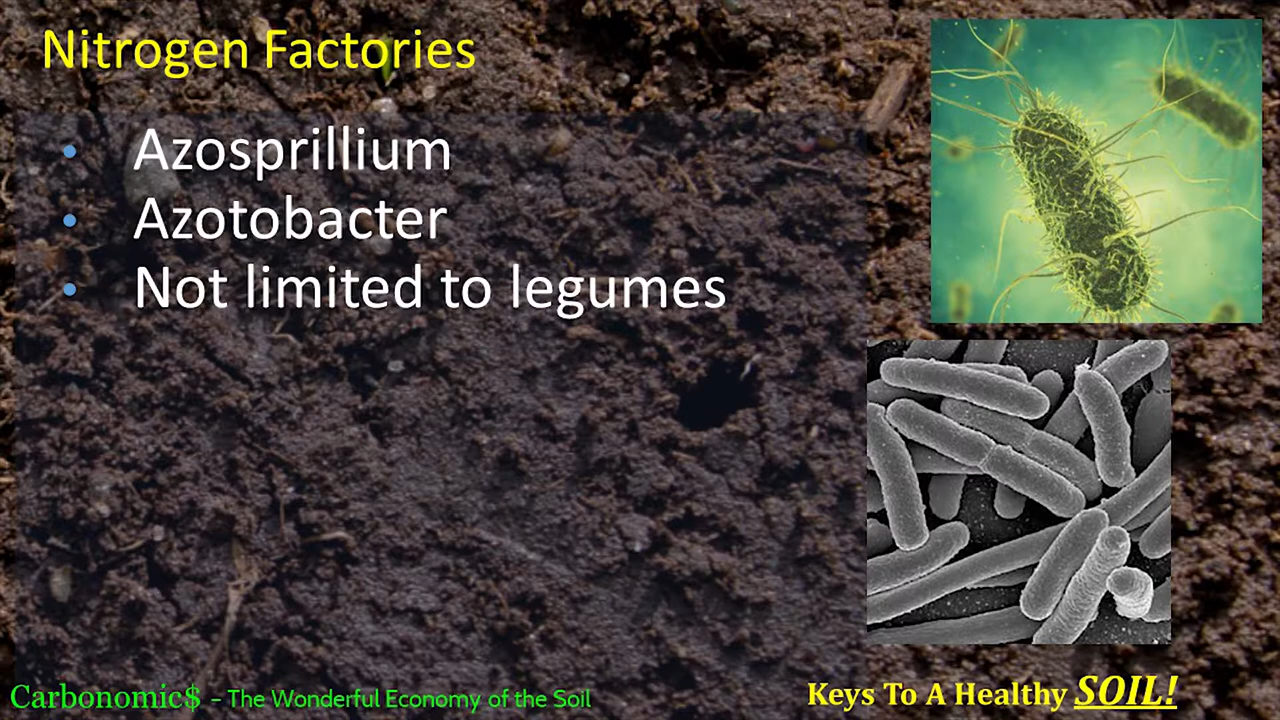 Nitrogen Factories
• Azosprillium
• Azotobacter
• Not limited to legumes
Carbonomic$ – The Wonderful Economy of the Soil
Keys To A Healthy SOIL!